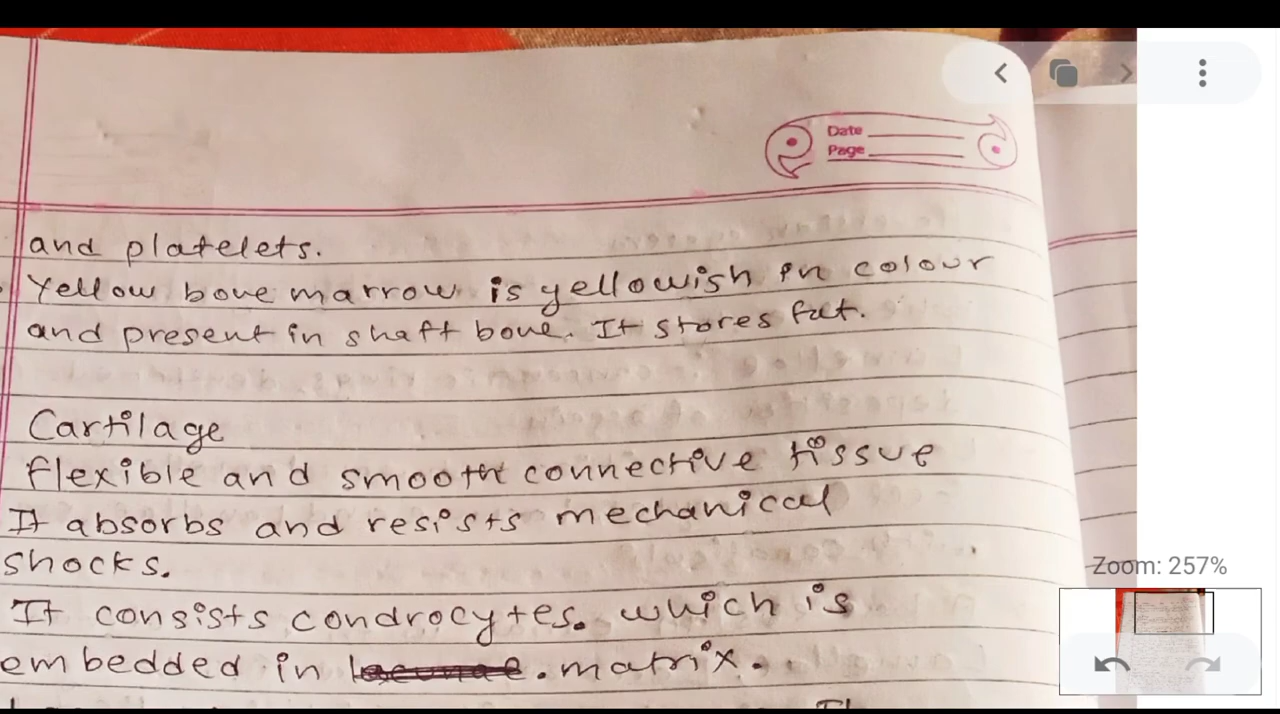 Date
Page
and platelets.
Yellow bone marrow is yellowish in colour
and present in shaft bone. It stores fat.
Cartilage
flexible and smooth connective tissue
It absorbs and resists mechanical
shocks.
It consists condrocytes. which is
embedded in . matrix.
Zoom: 257%